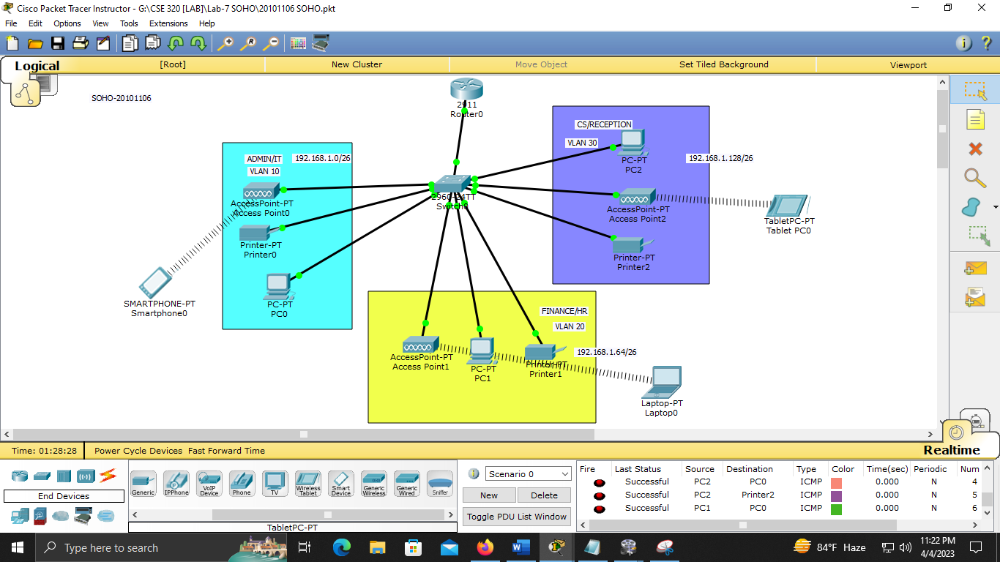 Cisco Packet Tracer Instructor - G:\CSE 320 [LAB]\Lab-7 SOHO\20101106 SOHO.pkt
File Edit Options View Tools Extensions Help
Logical [Root] New Cluster Move Object Set Tiled Background Viewport
SOHO-20101106
2911
Router0
CS/RECEPTION
VLAN 30
PC-PT
PC2
192.168.1.128/26
ADMIN/IT
192.168.1.0/26
VLAN 10
2960-24TT
Switch0
AccessPoint-PT
Access Point0
AccessPoint-PT
Access Point2
TabletPC-PT
Tablet PC0
Printer-PT
Printer0
Printer-PT
Printer2
SMARTPHONE-PT
Smartphone0
PC-PT
PC0
FINANCE/HR
VLAN 20
192.168.1.64/26
AccessPoint-PT
Access Point1
PC-PT
PC1
Printer-PT
Printer1
Laptop-PT
Laptop0
Time: 01:28:28 Power Cycle Devices Fast Forward Time Realtime
End Devices
Generic IPPhone VoIP Device Phone TV Wireless Tablet Smart Device Generic Wireless Generic Wired Sniffer
TabletPC-PT
Scenario 0
New Delete
Toggle PDU List Window
Fire Last Status Source Destination Type Color Time(sec) Periodic Num
Successful PC2 PC0 ICMP 0.000 N 4
Successful PC2 Printer2 ICMP 0.000 N 5
Successful PC1 PC0 ICMP 0.000 N 6
Type here to search
84°F Haze
11:22 PM
4/4/2023